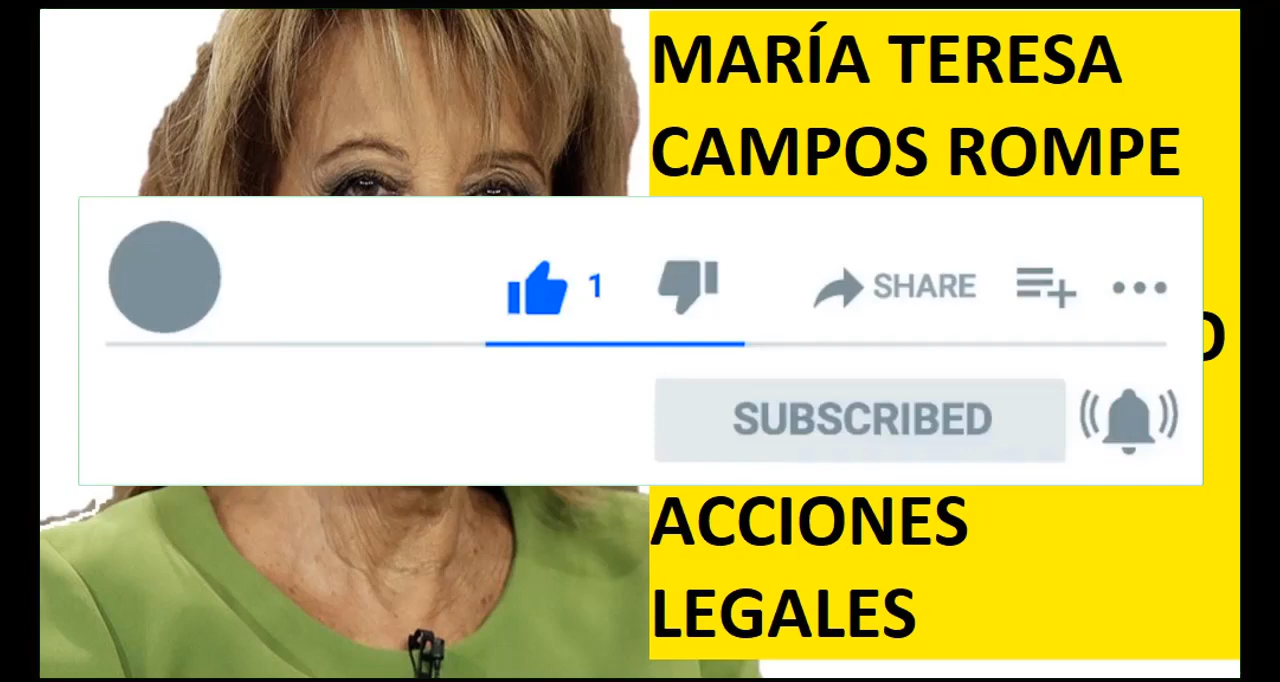 MARÍA TERESA
CAMPOS ROMPE
1
SHARE
SUBSCRIBED
ACCIONES
LEGALES